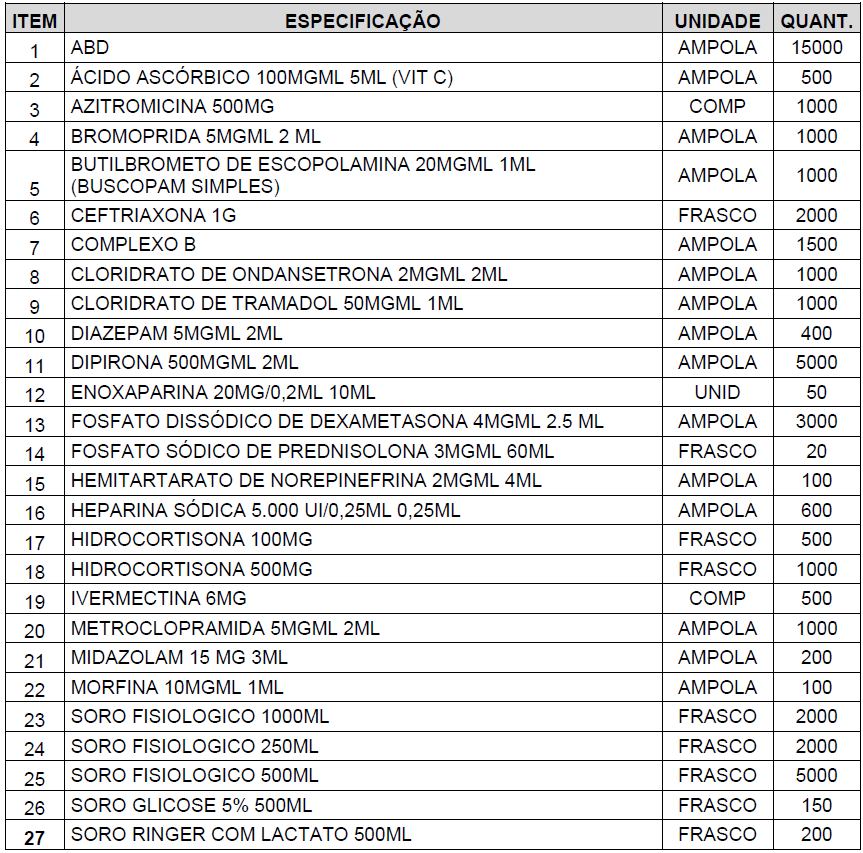 ITEM ESPECIFICAÇÃO UNIDADE QUANT.
1 ABD AMPOLA 15000
2 ÁCIDO ASCÓRBICO 100MGML 5ML (VIT C) AMPOLA 500
3 AZITROMICINA 500MG COMP 1000
4 BROMOPRIDA 5MGML 2 ML AMPOLA 1000
5 BUTILBROMETO DE ESCOPOLAMINA 20MGML 1ML
(BUSCOPAM SIMPLES) AMPOLA 1000
6 CEFTRIAXONA 1G FRASCO 2000
7 COMPLEXO B AMPOLA 1500
8 CLORIDRATO DE ONDANSETRONA 2MGML 2ML AMPOLA 1000
9 CLORIDRATO DE TRAMADOL 50MGML 1ML AMPOLA 1000
10 DIAZEPAM 5MGML 2ML AMPOLA 400
11 DIPIRONA 500MGML 2ML AMPOLA 5000
12 ENOXAPARINA 20MG/0,2ML 10ML UNID 50
13 FOSFATO DISSÓDICO DE DEXAMETASONA 4MGML 2.5 ML AMPOLA 3000
14 FOSFATO SÓDICO DE PREDNISOLONA 3MGML 60ML FRASCO 20
15 HEMITARTARATO DE NOREPINEFRINA 2MGML 4ML AMPOLA 100
16 HEPARINA SÓDICA 5.000 UI/0,25ML 0,25ML AMPOLA 600
17 HIDROCORTISONA 100MG FRASCO 500
18 HIDROCORTISONA 500MG FRASCO 1000
19 IVERMECTINA 6MG COMP 500
20 METROCLOPRAMIDA 5MGML 2ML AMPOLA 1000
21 MIDAZOLAM 15 MG 3ML AMPOLA 200
22 MORFINA 10MGML 1ML AMPOLA 100
23 SORO FISIOLOGICO 1000ML FRASCO 2000
24 SORO FISIOLOGICO 250ML FRASCO 2000
25 SORO FISIOLOGICO 500ML FRASCO 5000
26 SORO GLICOSE 5% 500ML FRASCO 150
27 SORO RINGER COM LACTATO 500ML FRASCO 200